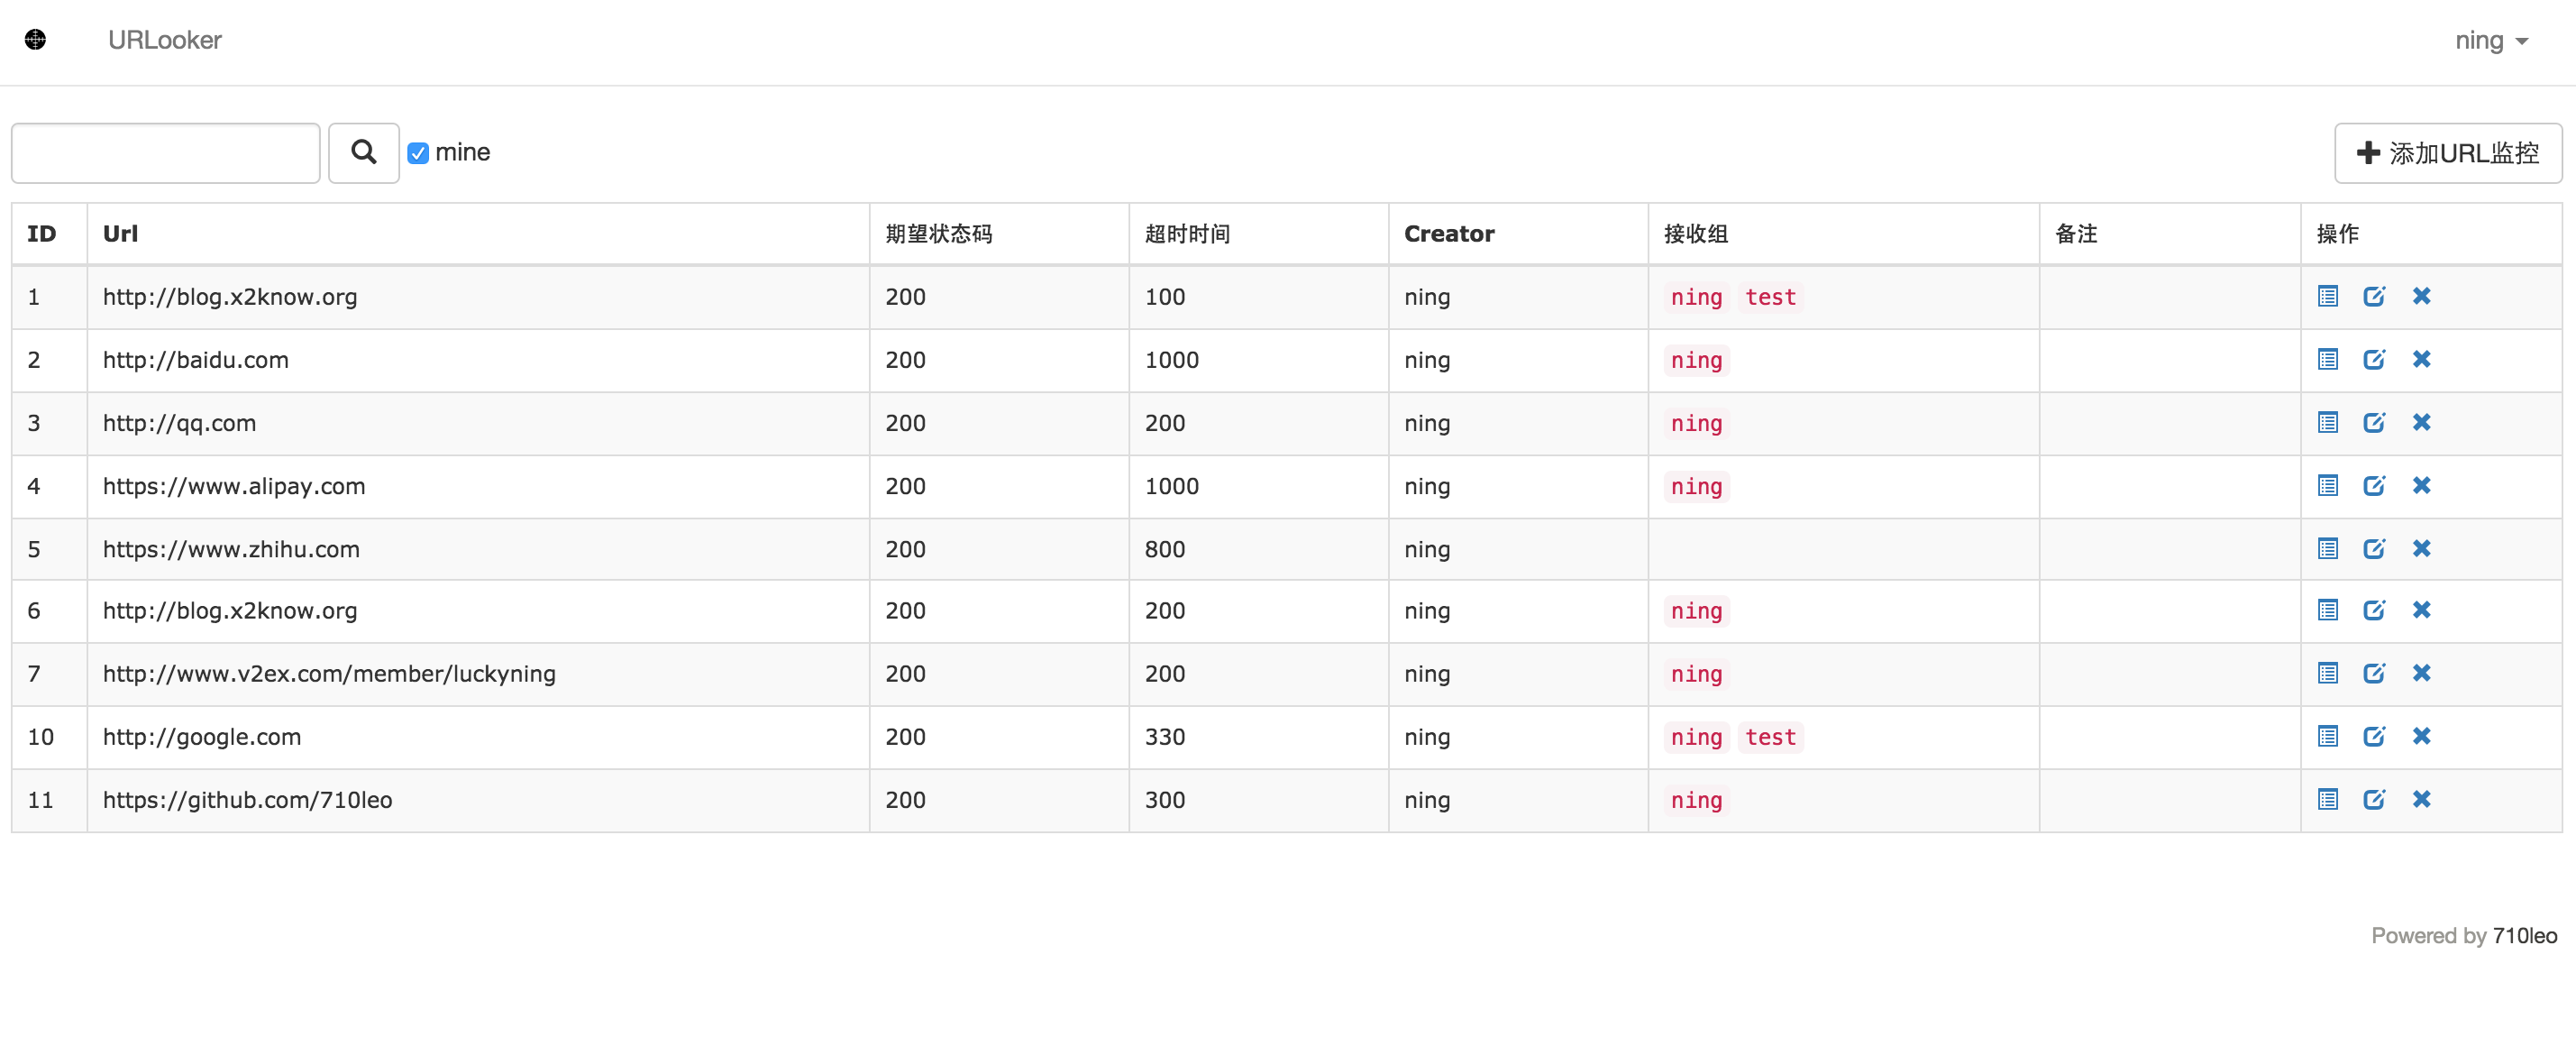 URLooker ning
mine 添加URL监控
ID Url 期望状态码 超时时间 Creator 接收组 备注 操作
1 http://blog.x2know.org 200 100 ning ning test
2 http://baidu.com 200 1000 ning ning
3 http://qq.com 200 200 ning ning
4 https://www.alipay.com 200 1000 ning ning
5 https://www.zhihu.com 200 800 ning
6 http://blog.x2know.org 200 200 ning ning
7 http://www.v2ex.com/member/luckyning 200 200 ning ning
10 http://google.com 200 330 ning ning test
11 https://github.com/710leo 200 300 ning ning
Powered by 710leo